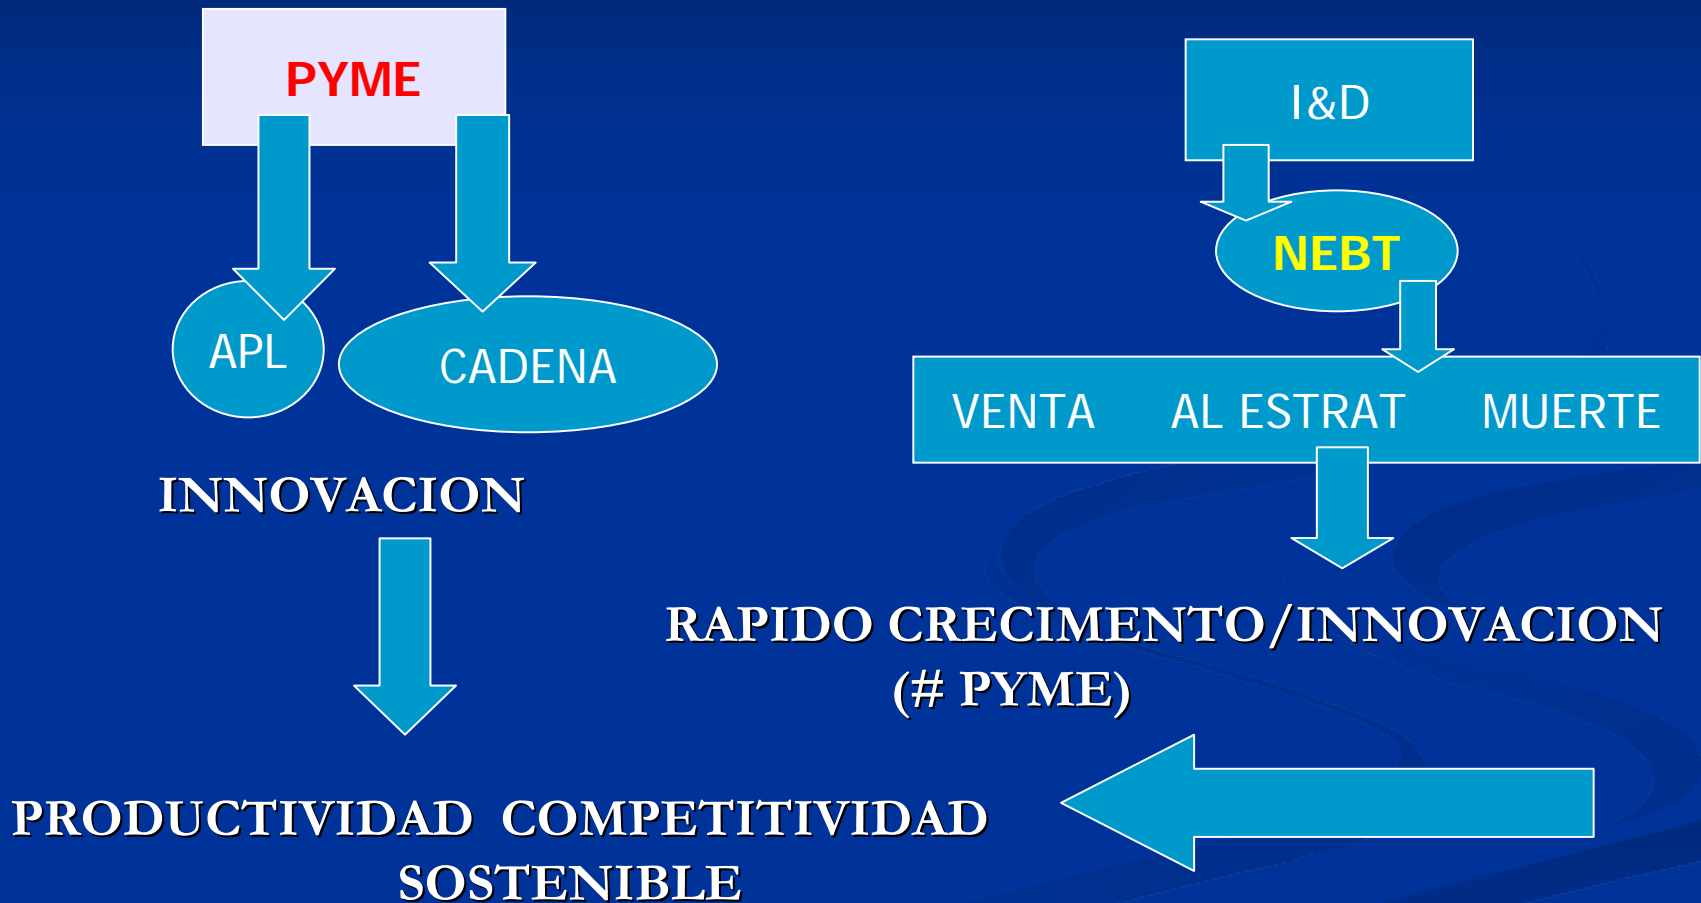 PYME
I&D
NEBT
APL
CADENA
VENTA AL ESTRAT MUERTE
INNOVACION
RAPIDO CRECIMENTO/INNOVACION
(# PYME)
PRODUCTIVIDAD COMPETITIVIDAD
SOSTENIBLE